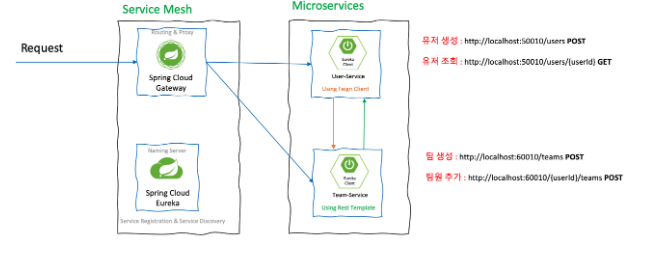 Service Mesh
Microservices
Request
Routing & Proxy
Spring Cloud
Gateway
Eureka
Client
User-Service
Using Feign Client
유저 생성 : http://localhost:50010/users POST
유저 조회 : http://localhost:50010/users/{userId} GET
Naming Server
Spring Cloud
Eureka
Service Registration & Service Discovery
Eureka
Client
Team-Service
Using Rest Template
팀 생성 : http://localhost:60010/teams POST
팀원 추가 : http://localhost:60010/{userId}/teams POST